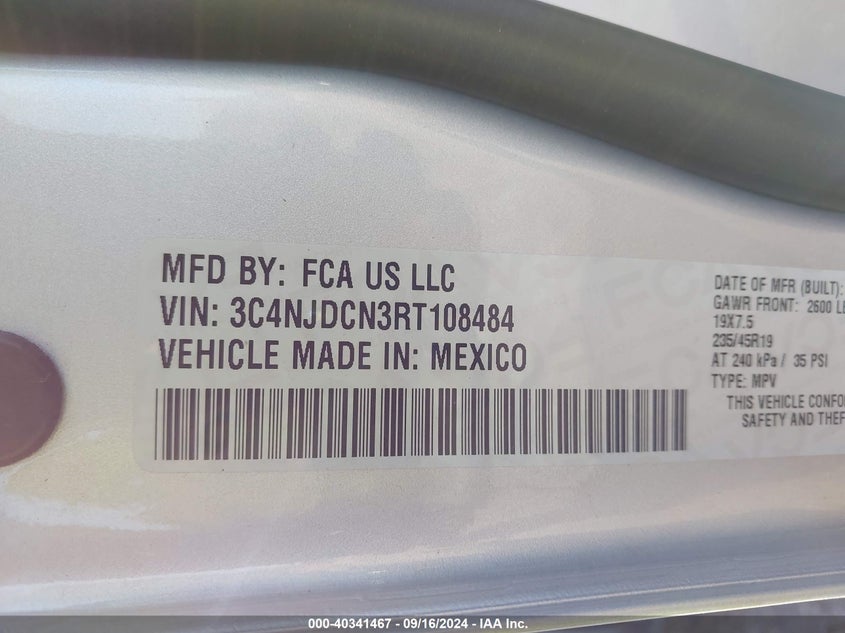 MFD BY: FCA US LLC
VIN: 3C4NJDCN3RT108484
VEHICLE MADE IN: MEXICO
DATE OF MFR (BUILT):
GAWR FRONT: 2600
19X7.5
235/45R19
AT 240 kPa / 35 PSI
TYPE: MPV
THIS VEHICLE
SAFETY AND
000-40341467 - 09/16/2024 - IAA Inc.